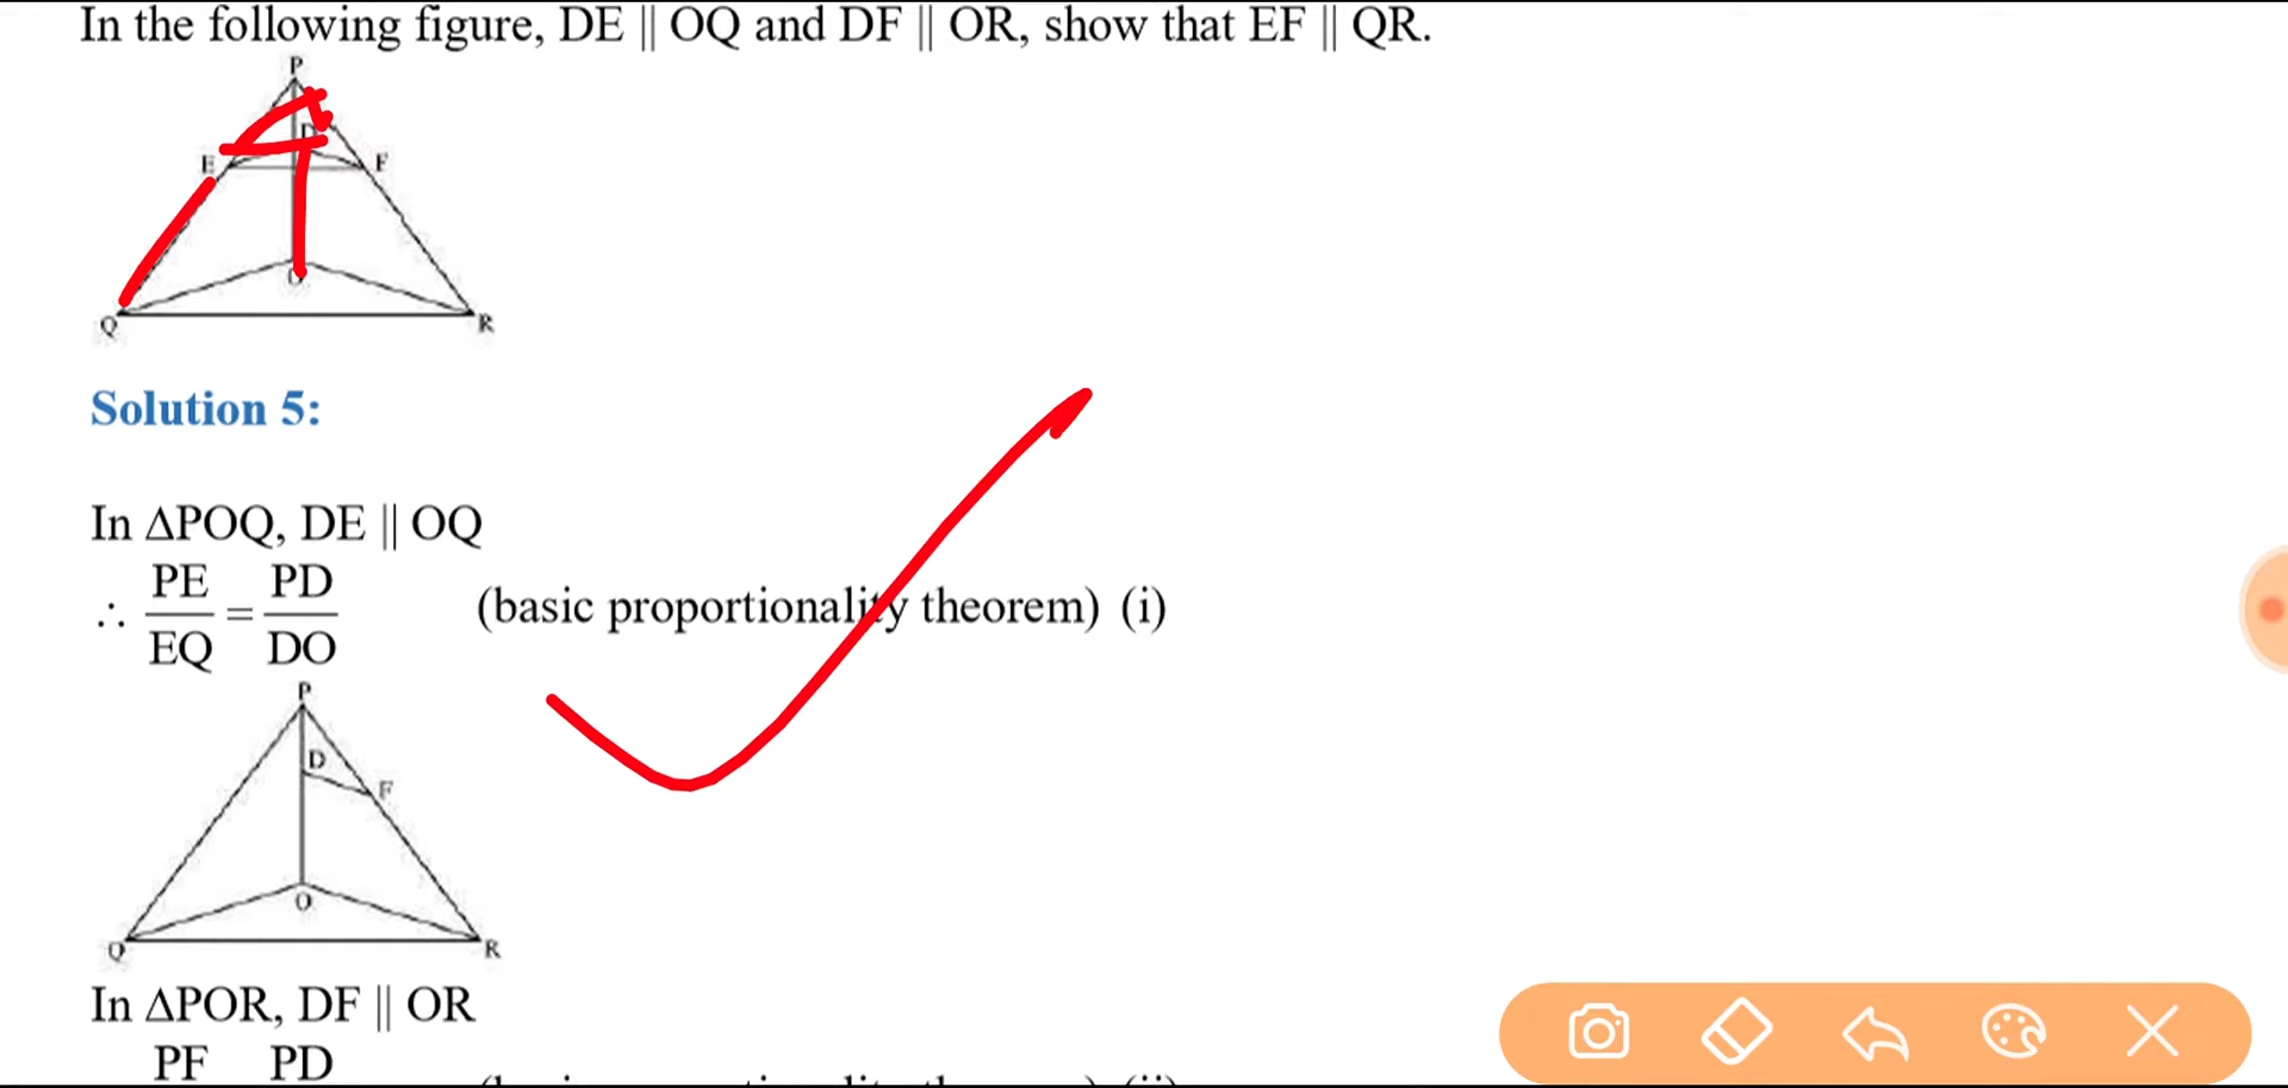 In the following figure, DE || OQ and DF || OR, show that EF || QR.
P
D
E F
O
Q R
Solution 5:
In ΔPOQ, DE || OQ
∴ PE/EQ = PD/DO (basic proportionality theorem) (i)
P
D
F
O
Q R
In ΔPOR, DF || OR
PF PD